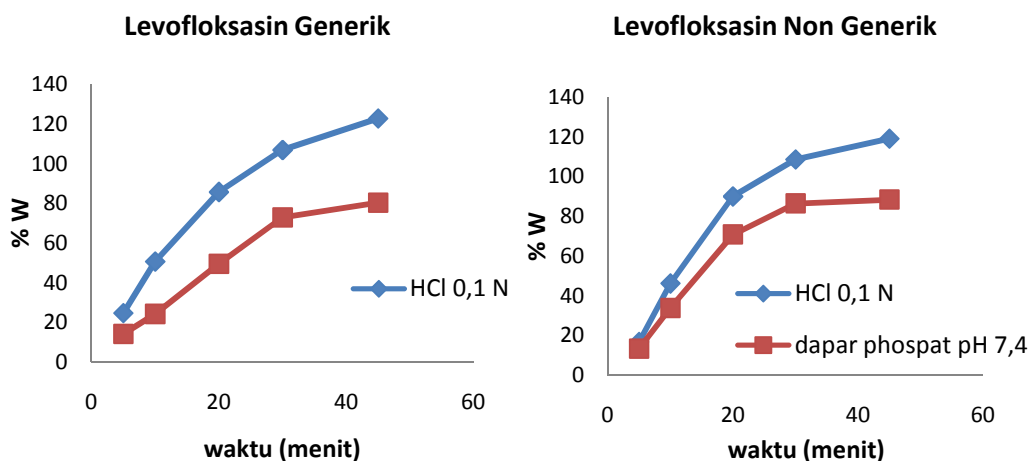 Levofloksasin Generik
140
120
100
80
60
40
20
0
% W
0 20 40 60
waktu (menit)
HCl 0,1 N
Levofloksasin Non Generik
140
120
100
80
60
40
20
0
% W
0 20 40 60
waktu (menit)
HCl 0,1 N
dapar phospat pH 7,4